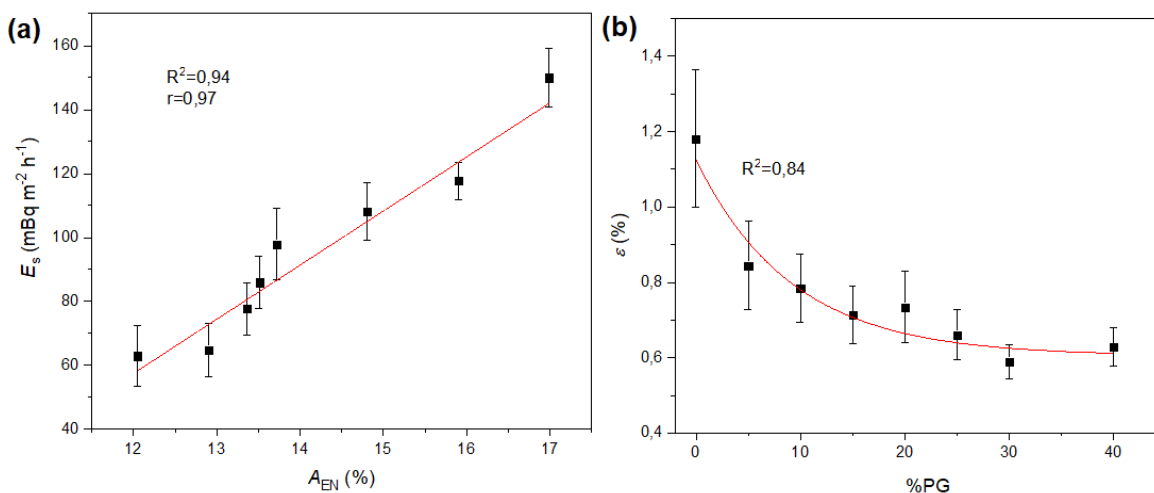 (a)
R²=0,94
r=0,97
160
140
120
100
80
60
40
Eₛ (mBq m⁻² h⁻¹)
12 13 14 15 16 17
A_EN (%)
(b)
R²=0,84
1,4
1,2
1,0
0,8
0,6
0,4
ε (%)
0 10 20 30 40
%PG